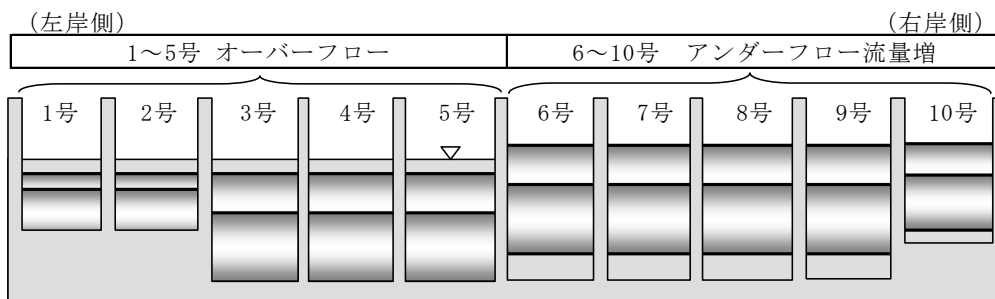 (左岸側) (右岸側)
1~5号 オーバーフロー 6~10号 アンダーフロー流量増
1号 2号 3号 4号 5号 6号 7号 8号 9号 10号